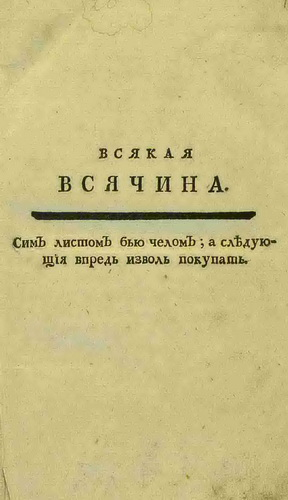 ВСЯКАЯ
ВСЯЧИНА.
СимЪ листомЪ бью челомЪ; а слѣдую-
щія впредь изволь покупать.